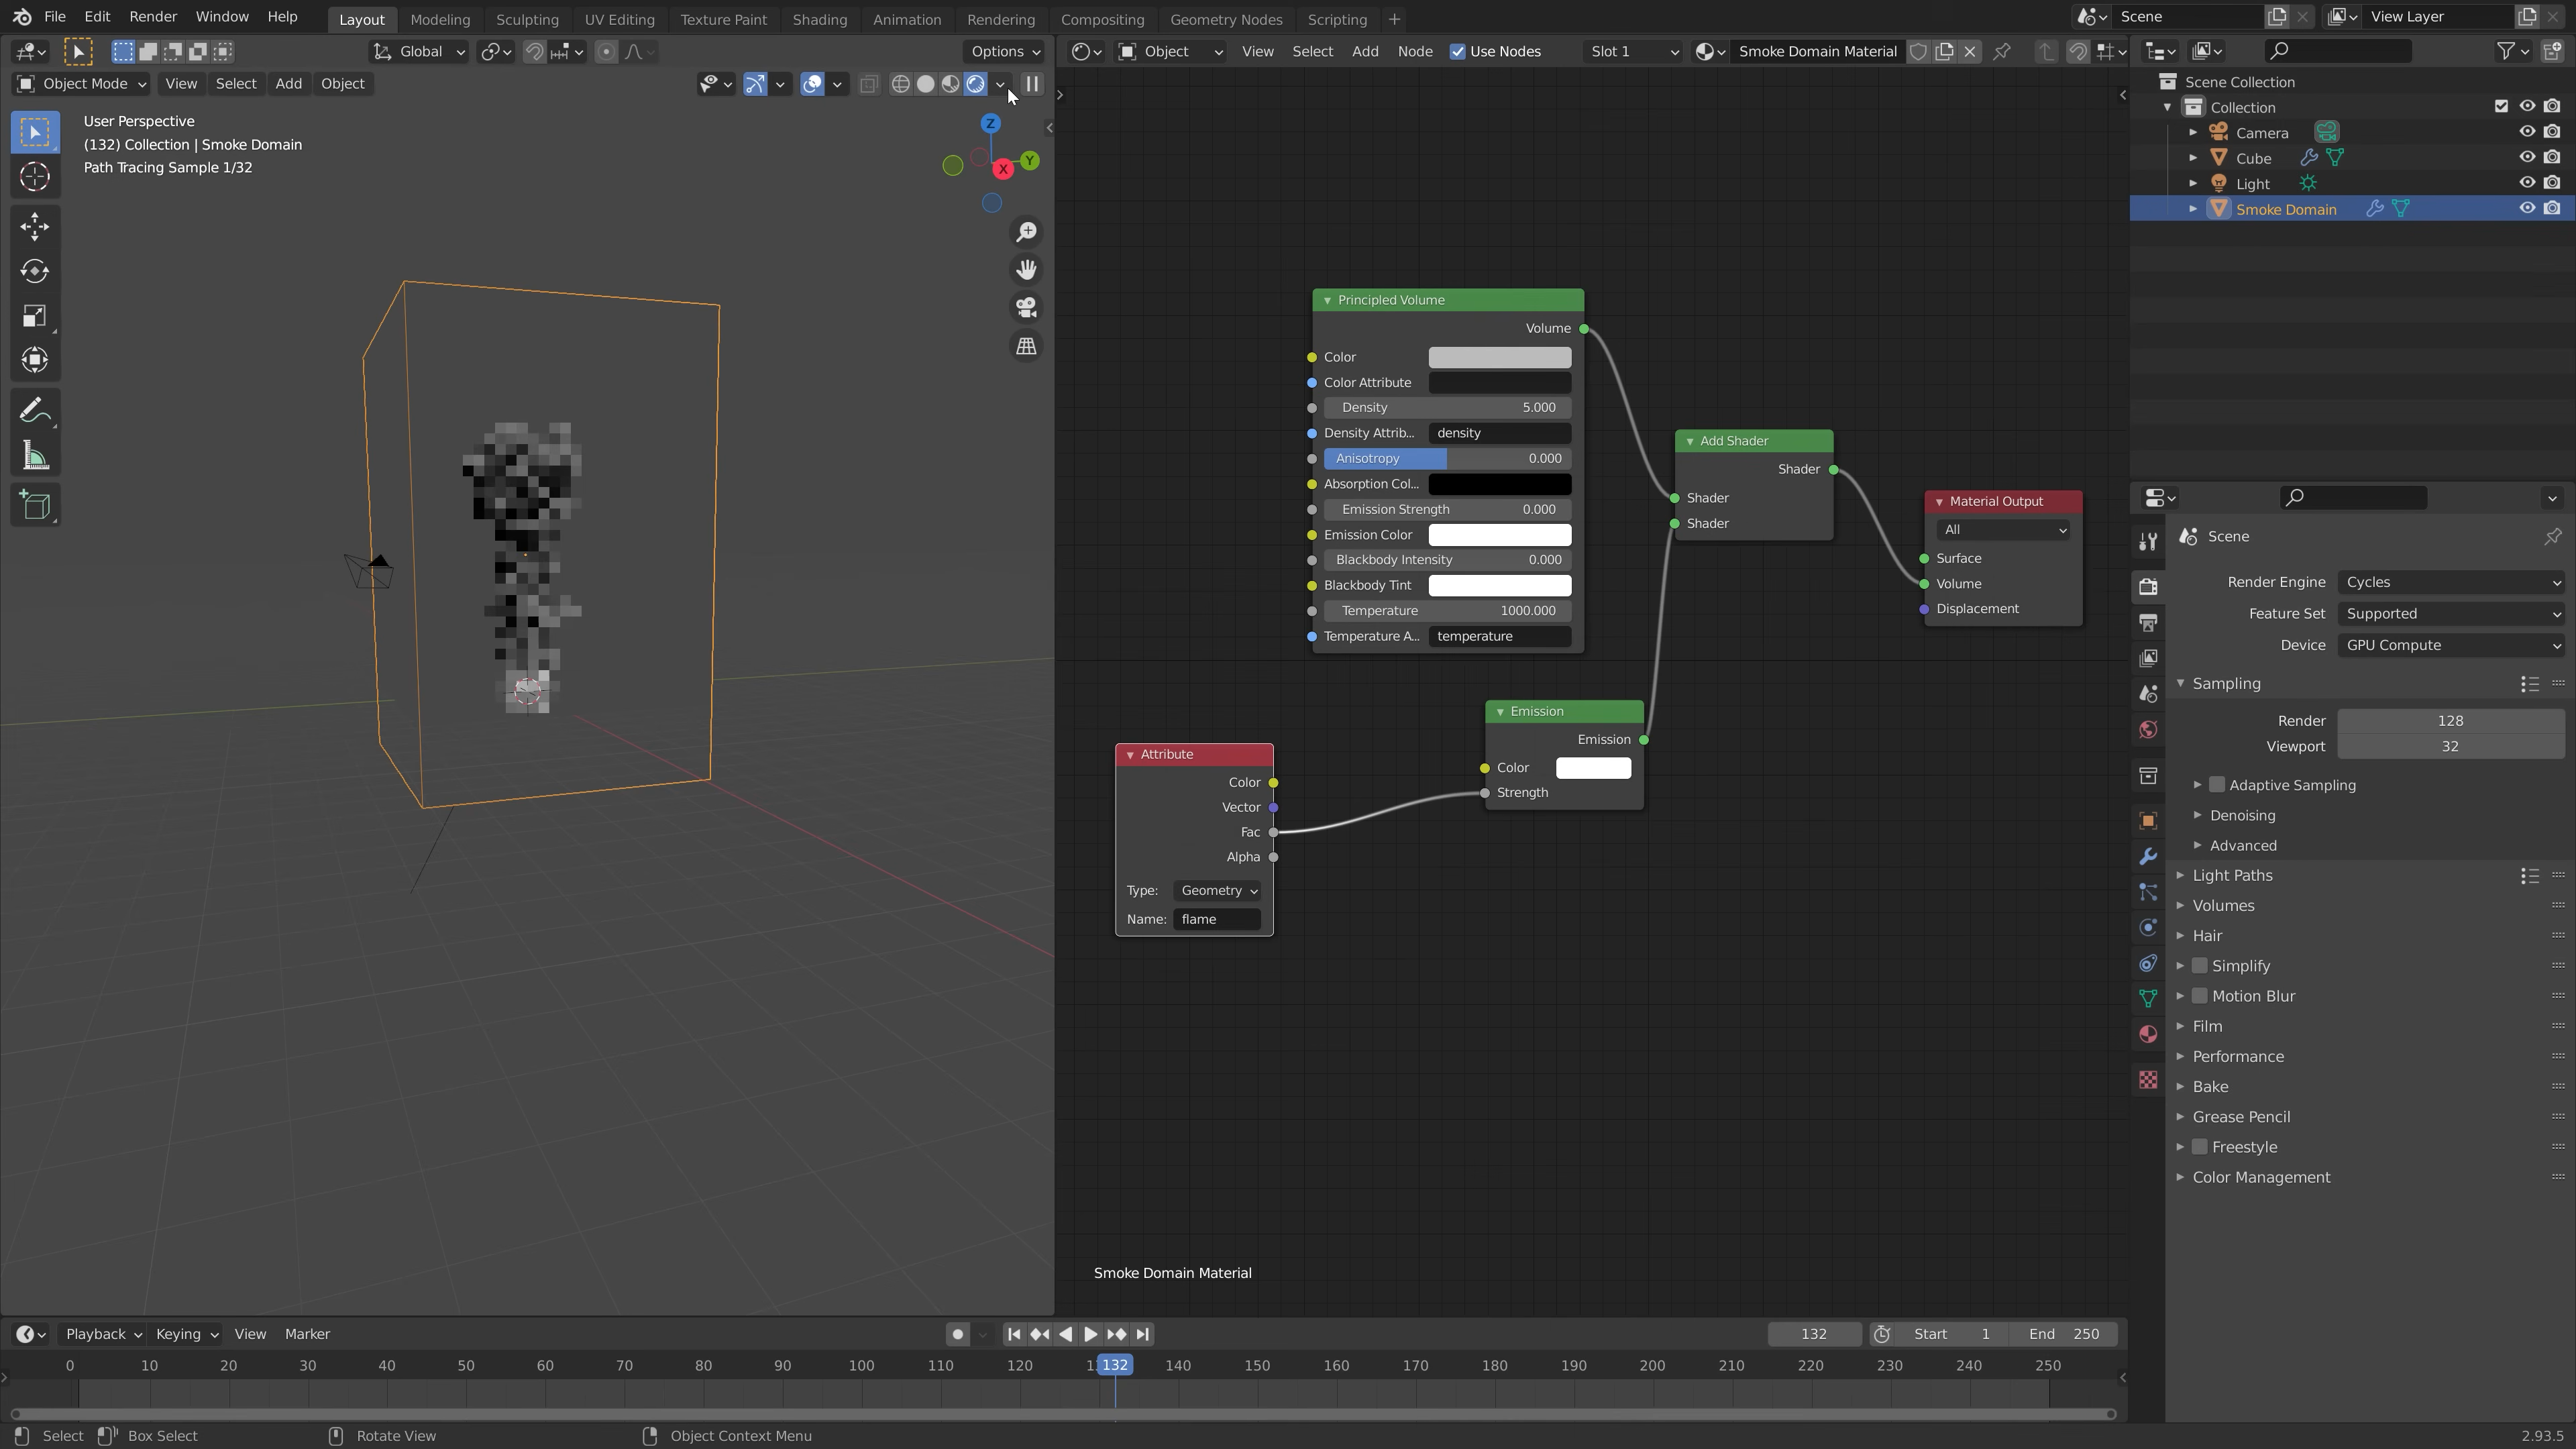 File Edit Render Window Help Layout Modeling Sculpting UV Editing Texture Paint Shading Animation Rendering Compositing Geometry Nodes Scripting + Scene View Layer
Global Options Object View Select Add Node Use Nodes Slot 1 Smoke Domain Material
Object Mode View Select Add Object
User Perspective
(132) Collection | Smoke Domain
Path Tracing Sample 1/32
Z
Y
X
Principled Volume
Volume
Color
Color Attribute
Density 5.000
Density Attrib... density
Anisotropy 0.000
Absorption Col...
Emission Strength 0.000
Emission Color
Blackbody Intensity 0.000
Blackbody Tint
Temperature 1000.000
Temperature A... temperature
Add Shader
Shader
Shader
Shader
Material Output
All
Surface
Volume
Displacement
Emission
Emission
Color
Strength
Attribute
Color
Vector
Fac
Alpha
Type: Geometry
Name: flame
Smoke Domain Material
Scene Collection
Collection
Camera
Cube
Light
Smoke Domain
Scene
Render Engine Cycles
Feature Set Supported
Device GPU Compute
Sampling
Render 128
Viewport 32
Adaptive Sampling
Denoising
Advanced
Light Paths
Volumes
Hair
Simplify
Motion Blur
Film
Performance
Bake
Grease Pencil
Freestyle
Color Management
Playback Keying View Marker 132 Start 1 End 250
0 10 20 30 40 50 60 70 80 90 100 110 120 132 140 150 160 170 180 190 200 210 220 230 240 250
Select Box Select Rotate View Object Context Menu 2.93.5